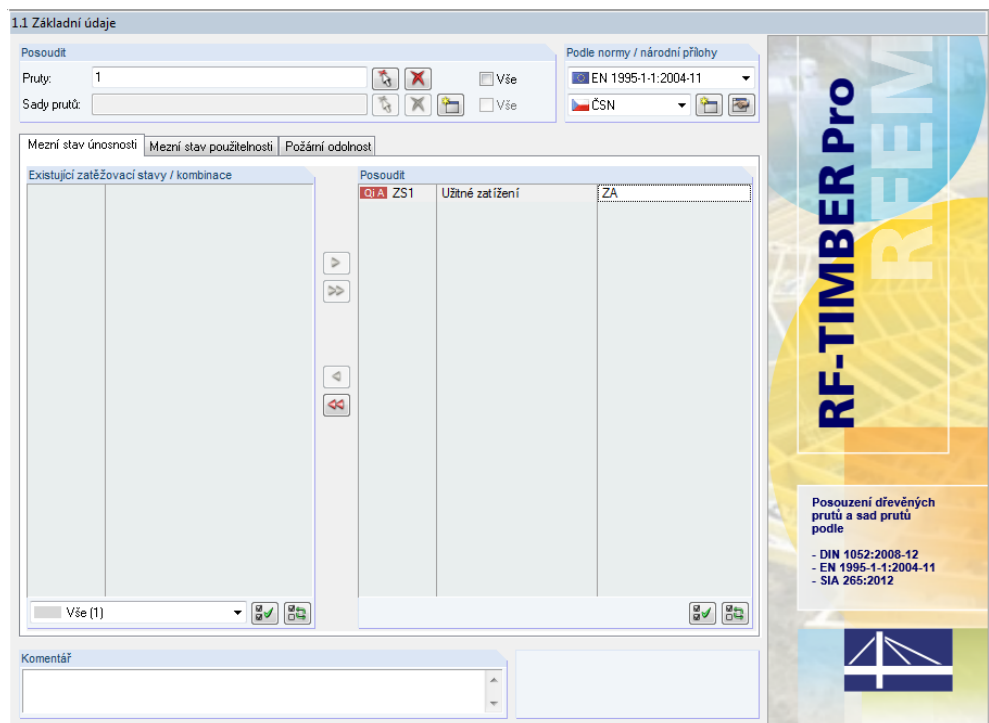 1.1 Základní údaje
Posoudit
Podle normy / národní přílohy
Pruty:
1
Vše
EN 1995-1-1:2004-11
Sady prutů:
Vše
ČSN
Mezní stav únosnosti
Mezní stav použitelnosti
Požární odolnost
Existující zatěžovací stavy / kombinace
Posoudit
Qi A ZS1 Užitné zatížení ZA
>
>>
<
<<
Vše (1)
Komentář
RF-TIMBER Pro
RFEM
Posouzení dřevěných
prutů a sad prutů
podle
- DIN 1052:2008-12
- EN 1995-1-1:2004-11
- SIA 265:2012